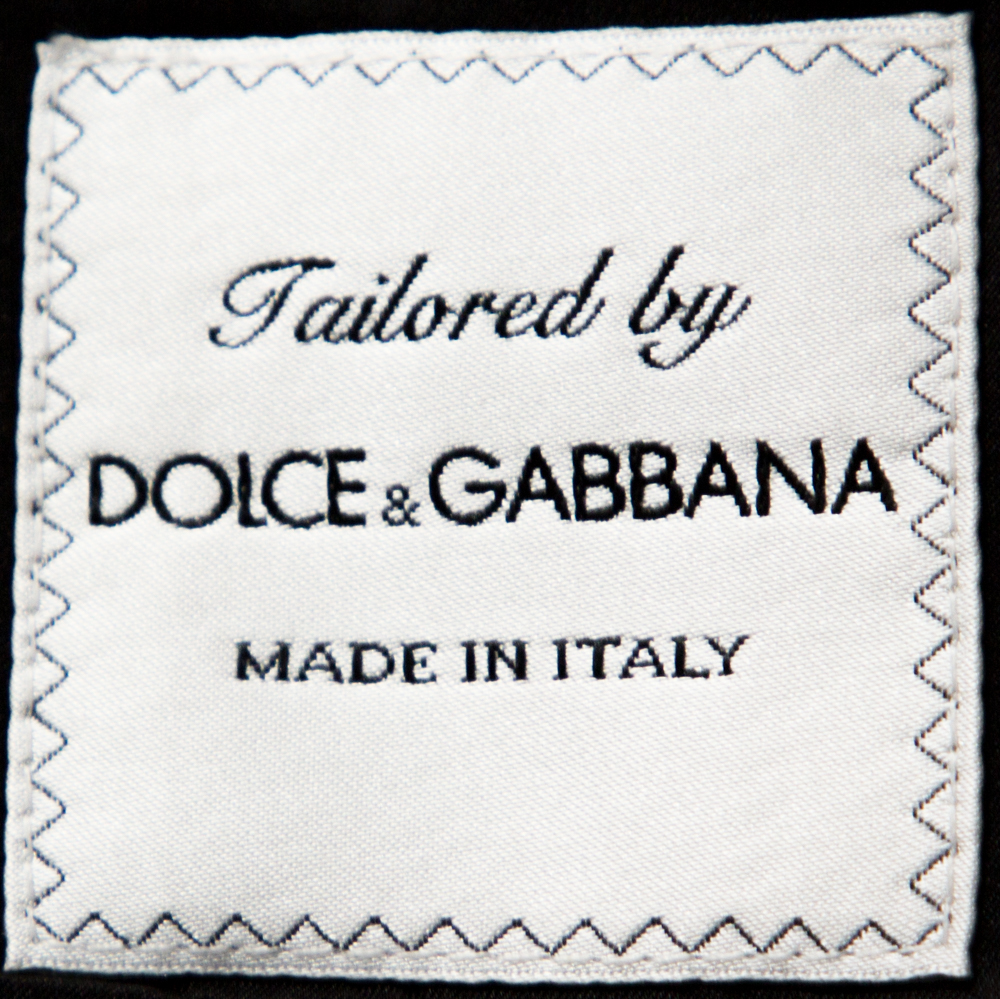 Tailored by
DOLCE & GABBANA
MADE IN ITALY